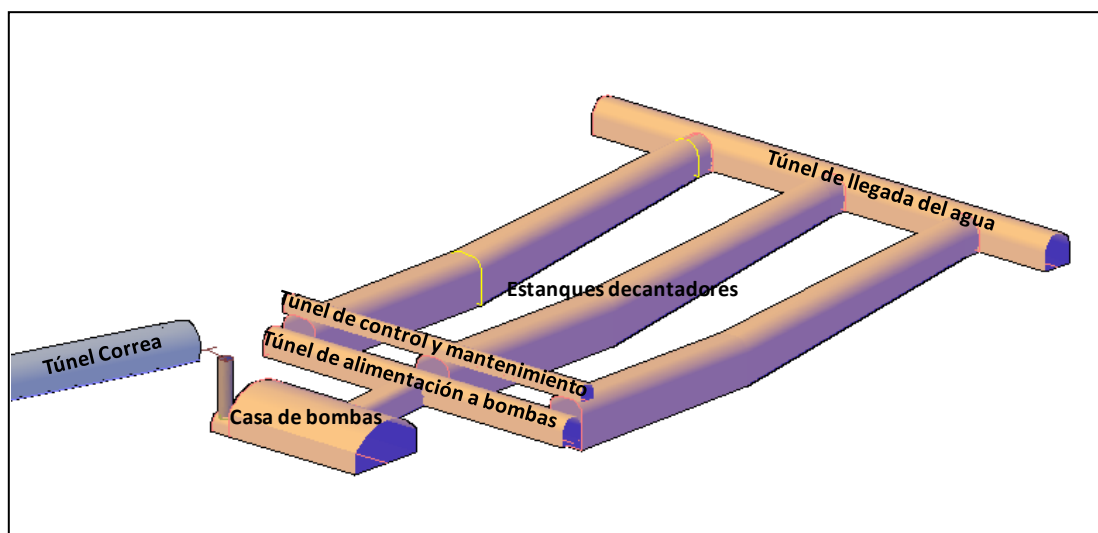 Túnel de llegada del agua
Estanques decantadores
Túnel de control y mantenimiento
Túnel de alimentación a bombas
Túnel Correa
Casa de bombas